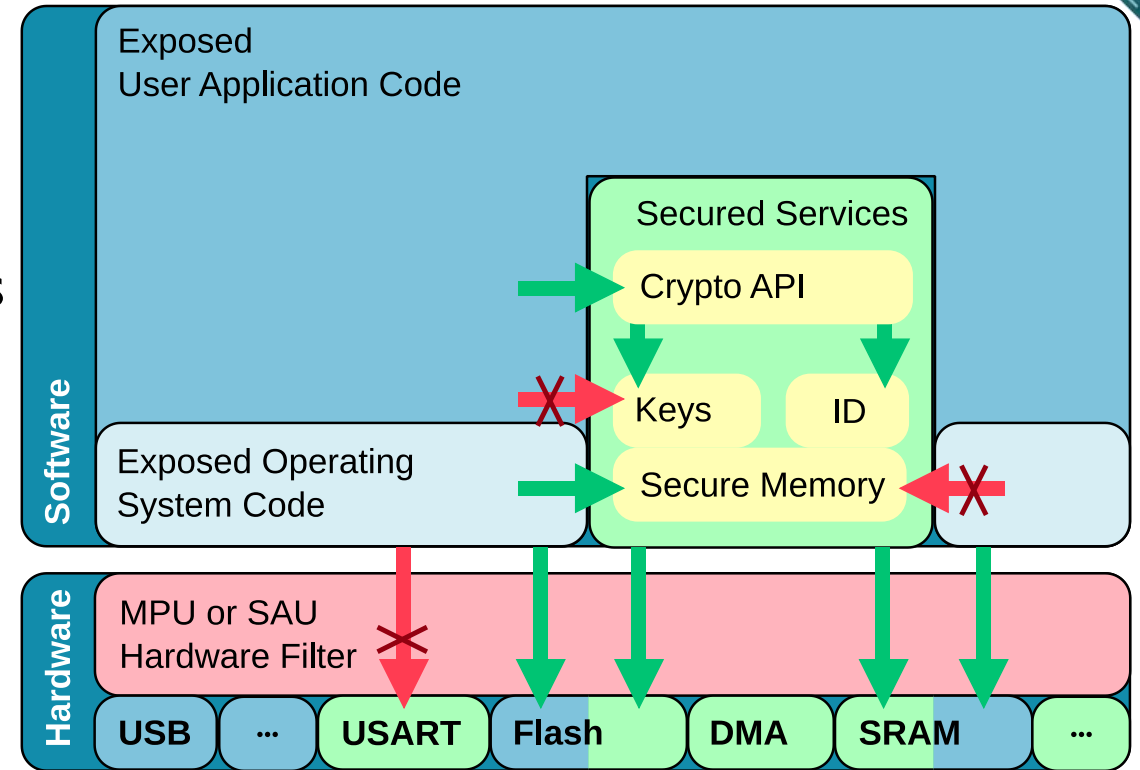 Exposed
User Application Code
Secured Services
s
Crypto API
Keys
ID
Exposed Operating
System Code
Secure Memory
Software
MPU or SAU
Hardware Filter
Hardware
USB
...
USART
Flash
DMA
SRAM
...